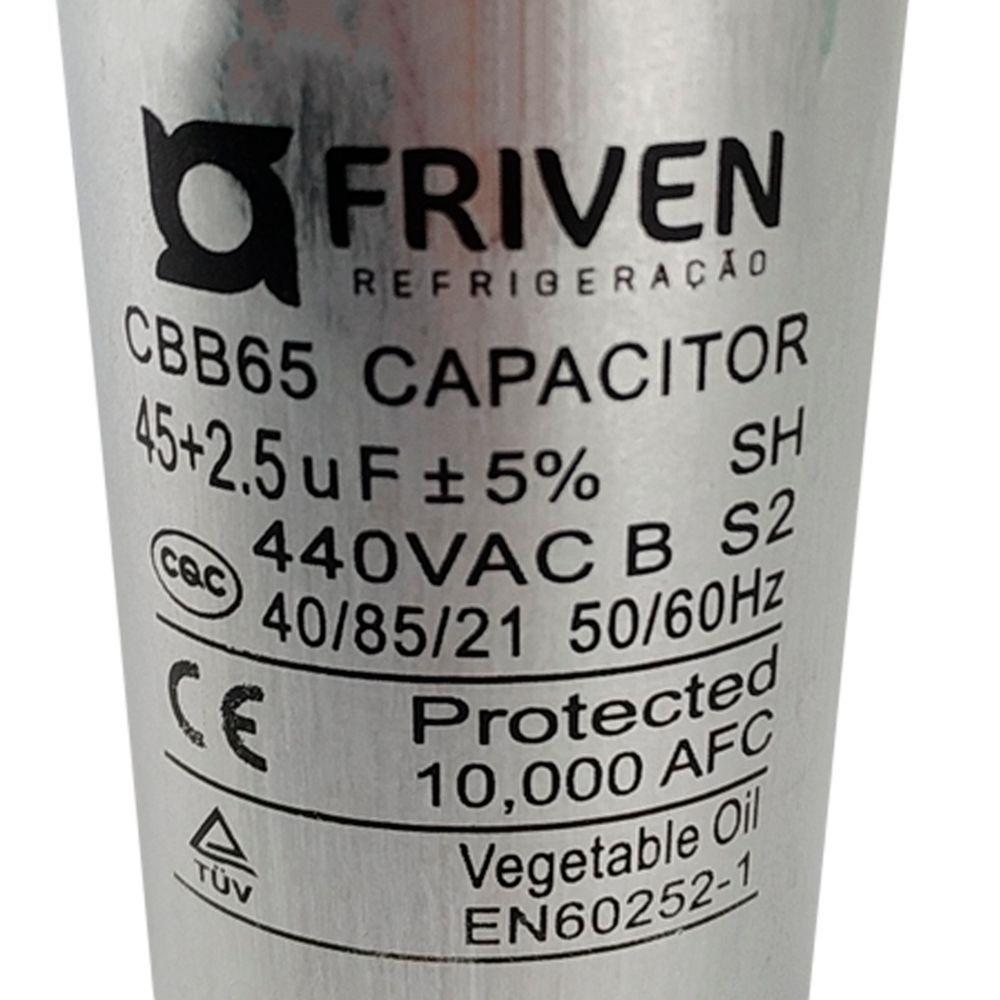 FRIVEN
REFRIGERAÇÃO
CBB65 CAPACITOR
45+2.5uF±5% SH
440VAC B S2
CQC
40/85/21 50/60Hz
CE
Protected
10,000 AFC
TÜV
Vegetable Oil
EN60252-1